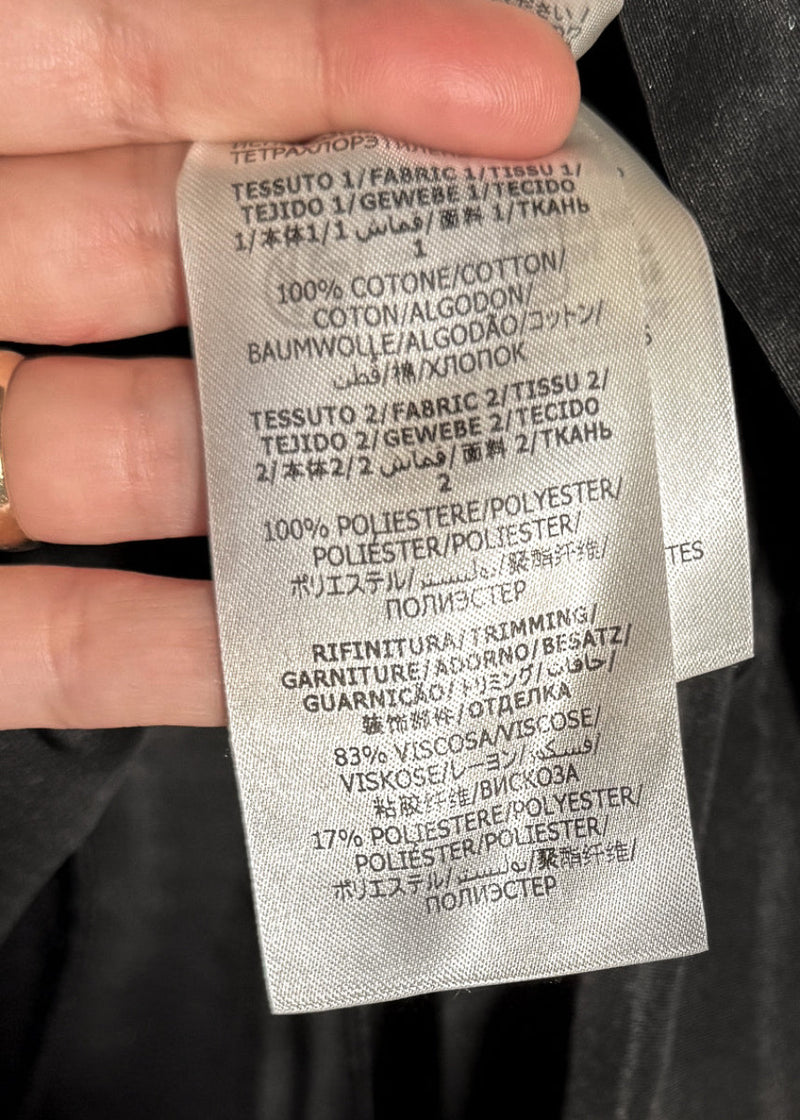 ださい/
ТЕТРАХЛОРЭТИЛЕН
TESSUTO 1/FABRIC 1/TISSU 1/
TEJIDO 1/GEWEBE 1/TECIDO
1/本体1/1 قماش/面料 1/ТКАНЬ
1
100% COTONE/COTTON/
COTON/ALGODON/
BAUMWOLLE/ALGODÃO/コットン/
قطن/棉/ХЛОПОК
TESSUTO 2/FABRIC 2/TISSU 2/
TEJIDO 2/GEWEBE 2/TECIDO
2/本体2/2 قماش/面料 2/ТКАНЬ
2
100% POLIESTERE/POLYESTER/
POLIÉSTER/POLIESTER/
ポリエステル/بوليستر/聚酯纤维/
ПОЛИЭСТЕР
RIFINITURA/TRIMMING/
GARNITURE/ADORNO/BESATZ/
GUARNIÇÃO/トリミング/حافات/
装饰部件/ОТДЕЛКА
83% VISCOSA/VISCOSE/
VISKOSE/レーヨン/فسكوز/
粘胶纤维/ВИСКОЗА
17% POLIESTERE/POLYESTER/
POLIÉSTER/POLIESTER/
ポリエステル/بوليستر/聚酯纤维/
ПОЛИЭСТЕР
S
TES